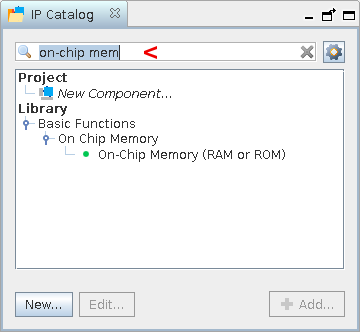 IP Catalog
on-chip mem <
Project
New Component...
Library
Basic Functions
On Chip Memory
On-Chip Memory (RAM or ROM)
New... Edit... Add...